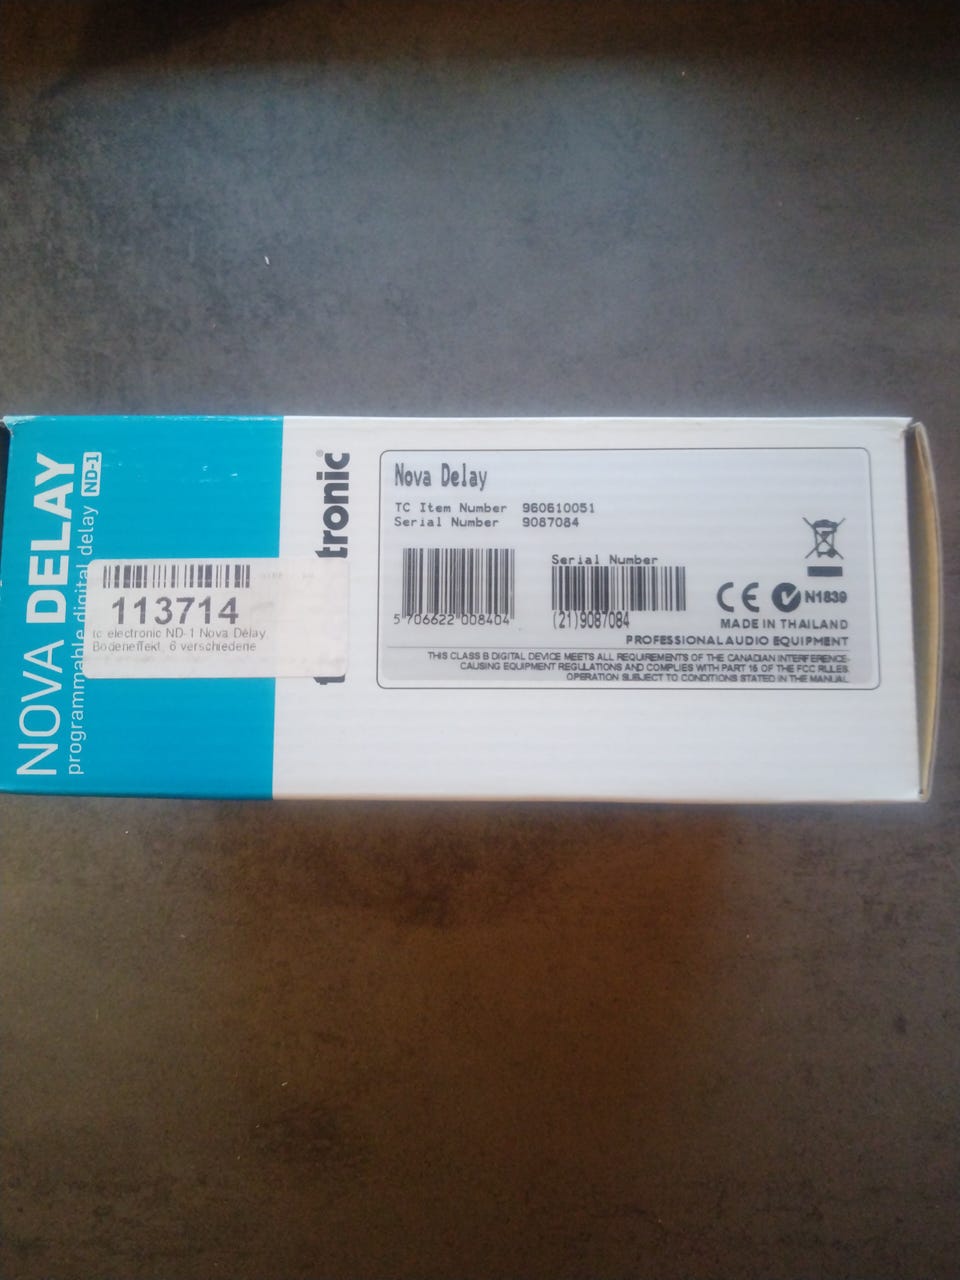 NOVA DELAY
programmable digital delay ND-1
tronic
113714
tc electronic ND-1 Nova Delay,
Bodeneffekt, 6 verschiedene
Nova Delay
TC Item Number 960610051
Serial Number 9087084
5 706622 008404
Serial Number
(21)9087084
CE N1839
MADE IN THAILAND
PROFESSIONAL AUDIO EQUIPMENT
THIS CLASS B DIGITAL DEVICE MEETS ALL REQUIREMENTS OF THE CANADIAN INTERFERENCE-
CAUSING EQUIPMENT REGULATIONS AND COMPLIES WITH PART 15 OF THE FCC RULES.
OPERATION SUBJECT TO CONDITIONS STATED IN THE MANUAL